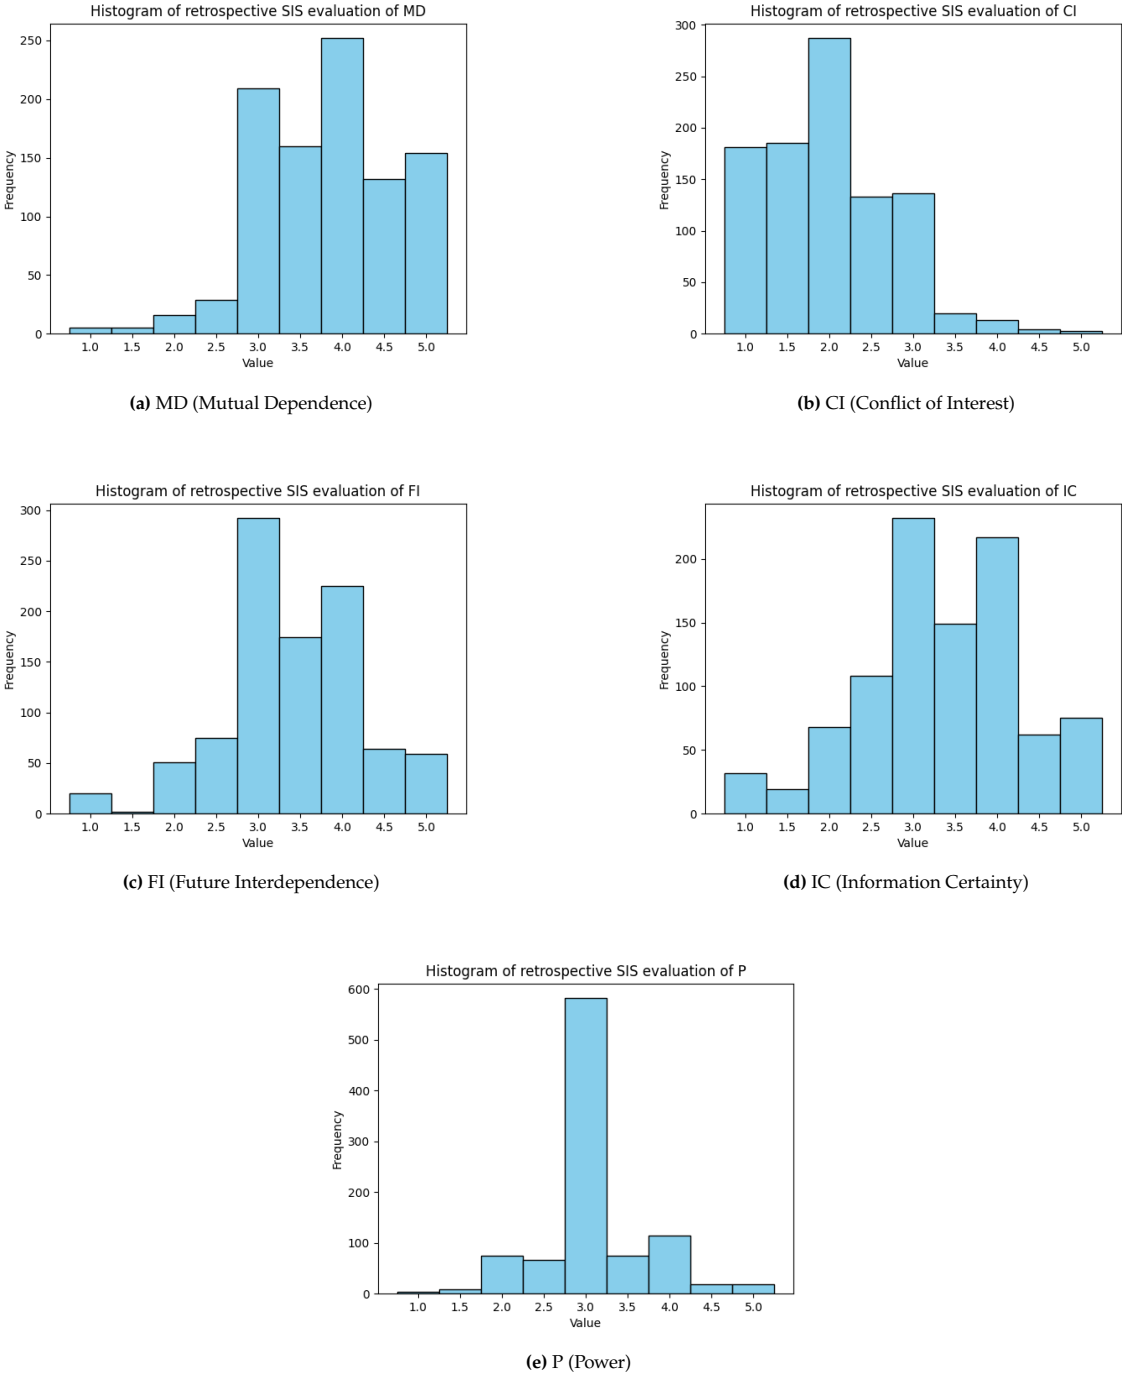 Histogram of retrospective SIS evaluation of MD
250
200
150
100
50
0
Frequency
1.0 1.5 2.0 2.5 3.0 3.5 4.0 4.5 5.0
Value
(a) MD (Mutual Dependence)
Histogram of retrospective SIS evaluation of CI
300
250
200
150
100
50
0
Frequency
1.0 1.5 2.0 2.5 3.0 3.5 4.0 4.5 5.0
Value
(b) CI (Conflict of Interest)
Histogram of retrospective SIS evaluation of FI
300
250
200
150
100
50
0
Frequency
1.0 1.5 2.0 2.5 3.0 3.5 4.0 4.5 5.0
Value
(c) FI (Future Interdependence)
Histogram of retrospective SIS evaluation of IC
200
150
100
50
0
Frequency
1.0 1.5 2.0 2.5 3.0 3.5 4.0 4.5 5.0
Value
(d) IC (Information Certainty)
Histogram of retrospective SIS evaluation of P
600
500
400
300
200
100
0
Frequency
1.0 1.5 2.0 2.5 3.0 3.5 4.0 4.5 5.0
Value
(e) P (Power)